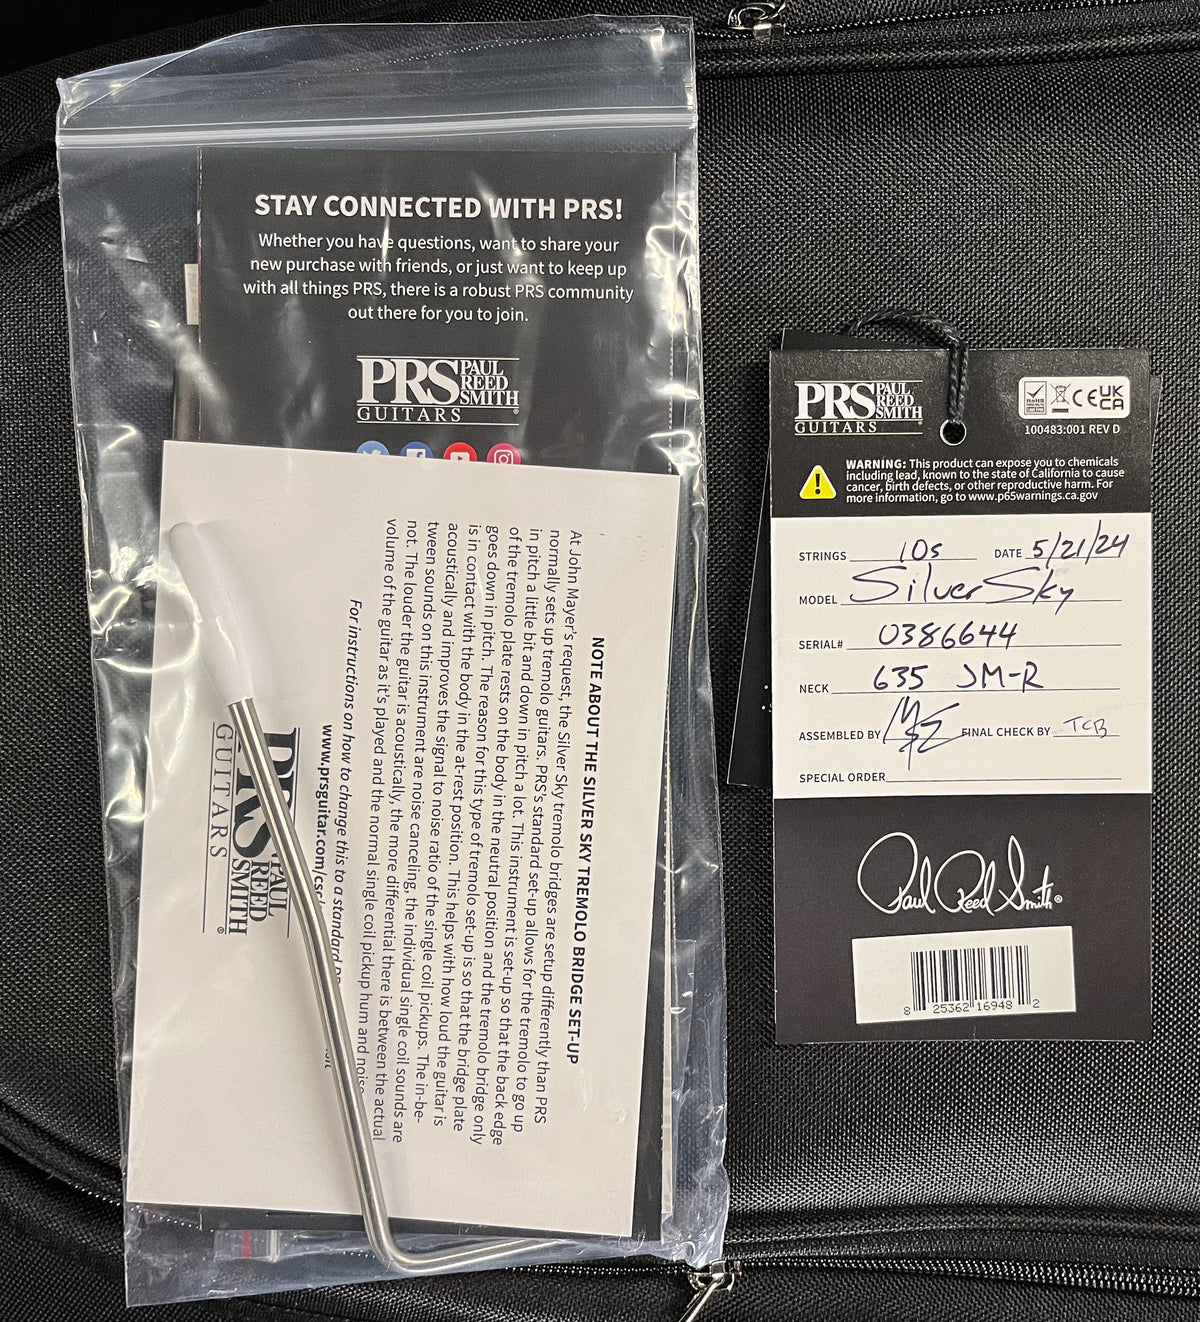 STAY CONNECTED WITH PRS!
Whether you have questions, want to share your
new purchase with friends, or just want to keep up
with all things PRS, there is a robust PRS community
out there for you to join.
PRS PAUL
REED
SMITH
GUITARS
NOTE ABOUT THE SILVER SKY TREMOLO BRIDGE SET-UP
At John Mayer's request, the Silver Sky tremolo bridges are setup differently than PRS
normally sets up tremolo guitars. PRS's standard set-up allows for the tremolo to go up
in pitch a little bit and down in pitch a lot. This instrument is set-up so that the back edge
of the tremolo plate rests on the body in the neutral position and the tremolo bridge only
goes down in pitch. The reason for this type of tremolo set-up is so that the bridge plate
is in contact with the body in the at-rest position. This helps with how loud the guitar is
acoustically and improves the signal to noise ratio of the single coil pickups. The in-be-
tween sounds on this instrument are noise canceling, the individual single coil sounds are
not. The louder the guitar is acoustically, the more differential there is between the actual
volume of the guitar as it's played and the normal single coil pickup hum and noise.
For instructions on how to change this to a standard
www.prsguitar.com/csc/
PRS PAUL
REED
SMITH
GUITARS
PRS PAUL
REED
SMITH
GUITARS
RoHS
CE UK
CA
100483:001 REV D
WARNING: This product can expose you to chemicals
including lead, known to the state of California to cause
cancer, birth defects, or other reproductive harm. For
more information, go to www.p65warnings.ca.gov
STRINGS 10s DATE 5/21/24
MODEL Silver Sky
SERIAL# 0386644
NECK 635 JM-R
ASSEMBLED BY FINAL CHECK BY TCB
SPECIAL ORDER
Paul Reed Smith®
8 25362 16948 2